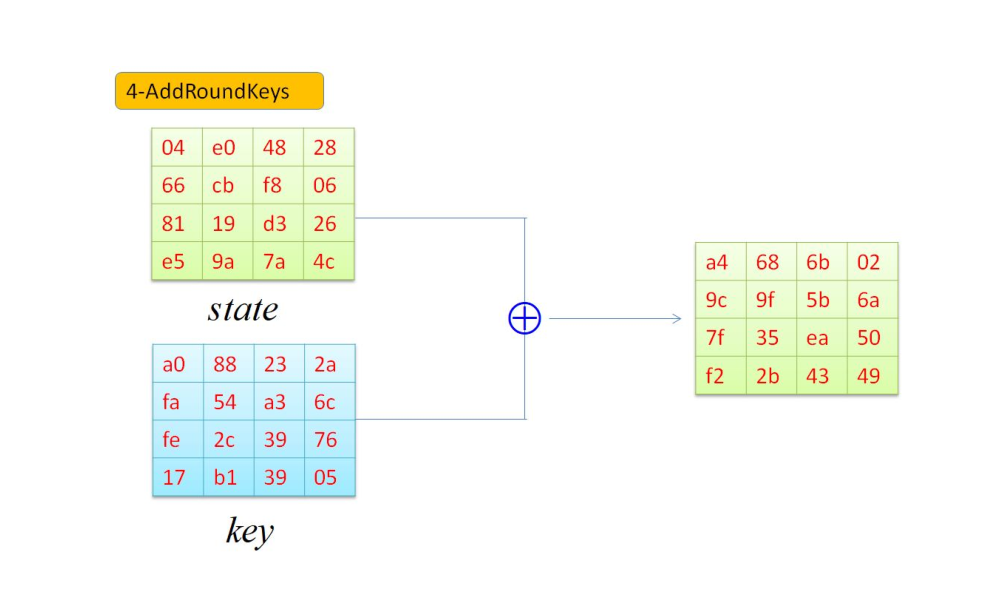 4-AddRoundKeys
04 e0 48 28
66 cb f8 06
81 19 d3 26
e5 9a 7a 4c
state
a0 88 23 2a
fa 54 a3 6c
fe 2c 39 76
17 b1 39 05
key
a4 68 6b 02
9c 9f 5b 6a
7f 35 ea 50
f2 2b 43 49